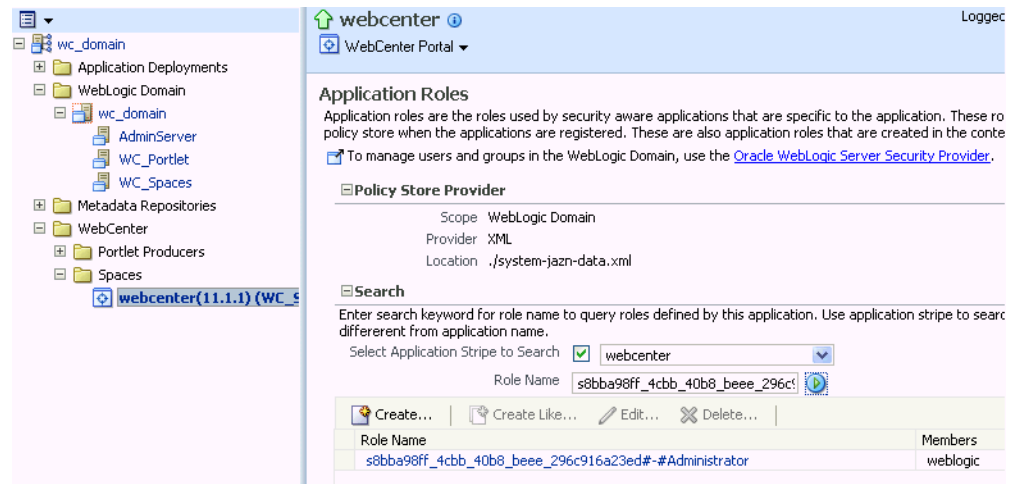 wc_domain
Application Deployments
WebLogic Domain
wc_domain
AdminServer
WC_Portlet
WC_Spaces
Metadata Repositories
WebCenter
Portlet Producers
Spaces
webcenter(11.1.1) (WC_S
webcenter
Logged
WebCenter Portal
Application Roles
Application roles are the roles used by security aware applications that are specific to the application. These ro
policy store when the applications are registered. These are also application roles that are created in the conte
To manage users and groups in the WebLogic Domain, use the Oracle WebLogic Server Security Provider.
Policy Store Provider
Scope WebLogic Domain
Provider XML
Location ./system-jazn-data.xml
Search
Enter search keyword for role name to query roles defined by this application. Use application stripe to searc
differerent from application name.
Select Application Stripe to Search webcenter
Role Name s8bba98ff_4cbb_40b8_beee_296c9
Create... Create Like... Edit... Delete...
Role Name Members
s8bba98ff_4cbb_40b8_beee_296c916a23ed#-#Administrator weblogic